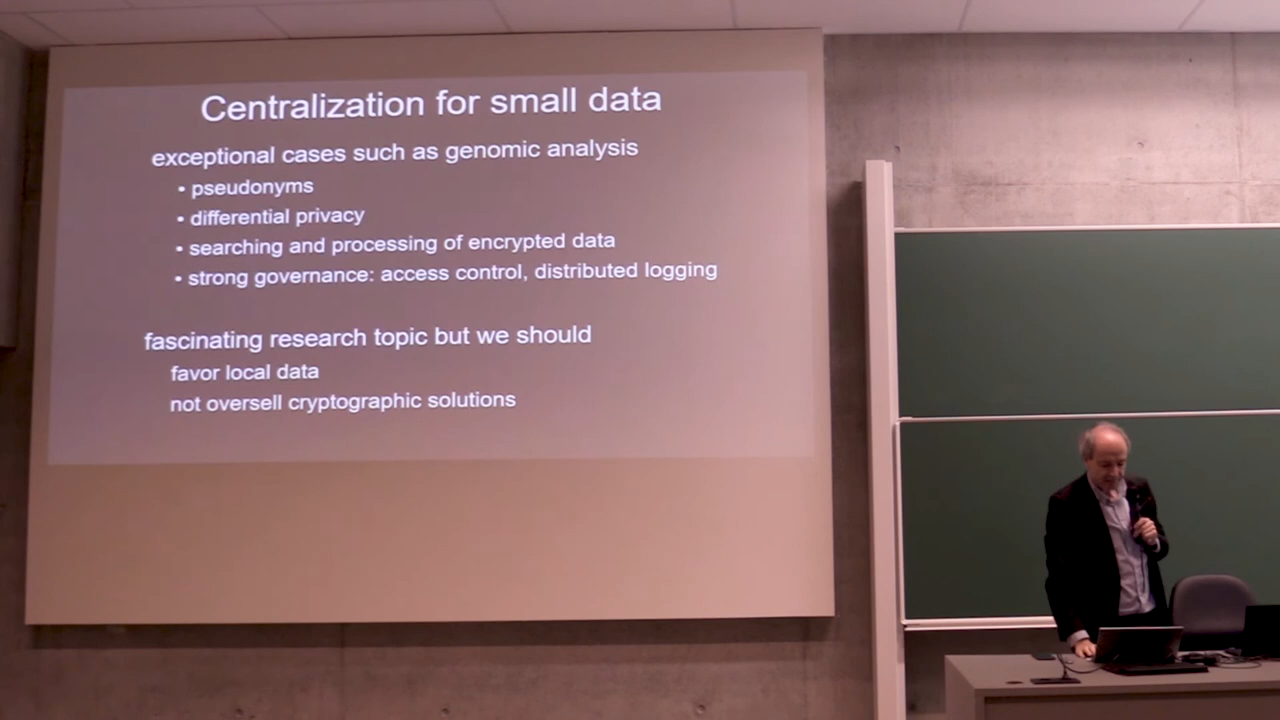 Centralization for small data
exceptional cases such as genomic analysis
• pseudonyms
• differential privacy
• searching and processing of encrypted data
• strong governance: access control, distributed logging
fascinating research topic but we should
favor local data
not oversell cryptographic solutions